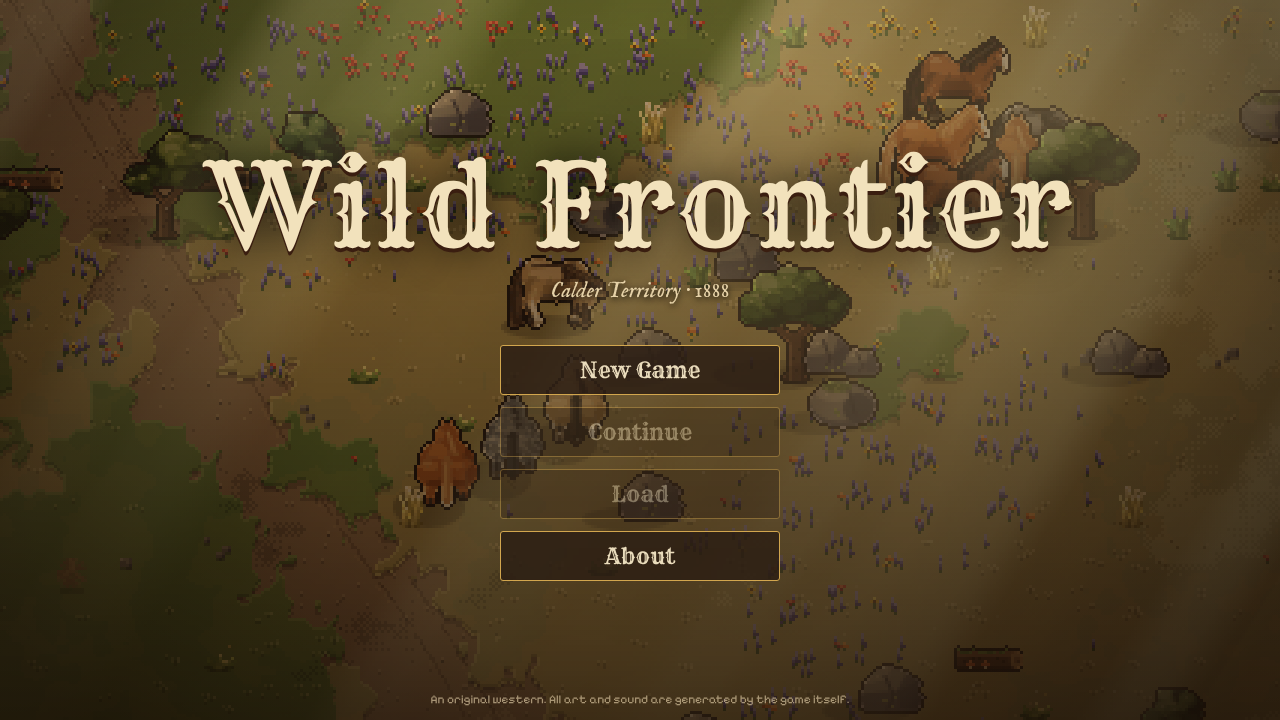 Wild Frontier
Calder Territory · 1888
New Game
Continue
Load
About
An original western. All art and sound are generated by the game itself.